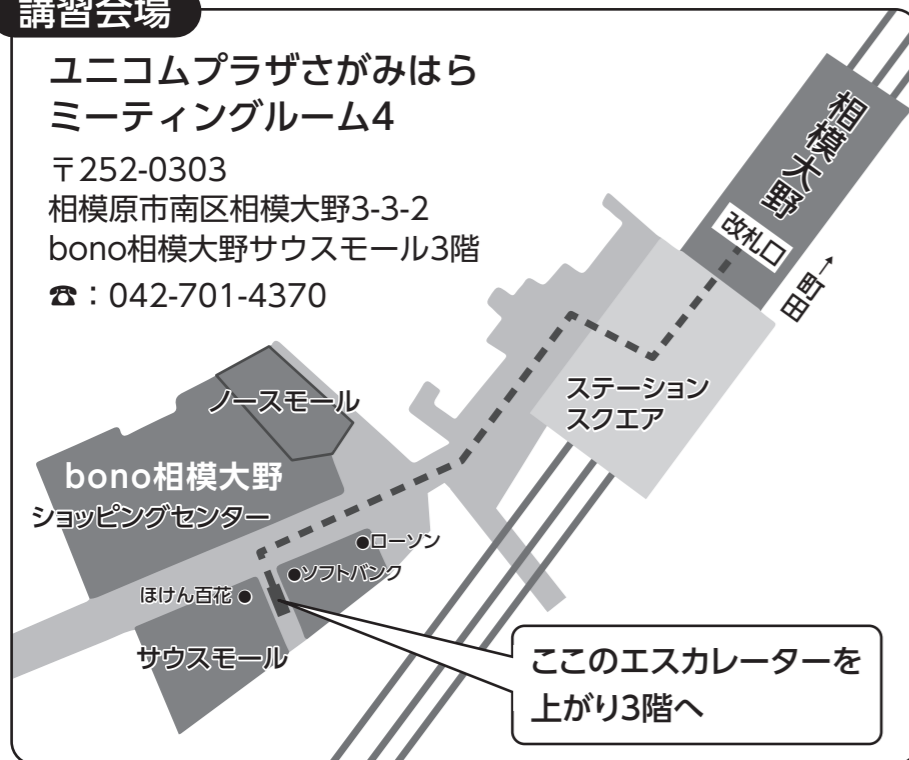 講習会場
ユニコムプラザさがみはら
ミーティングルーム4
〒252-0303
相模原市南区相模大野3-3-2
bono相模大野サウスモール3階
☎：042-701-4370
相模大野
改札口
→町田
ステーション
スクエア
ノースモール
bono相模大野
ショッピングセンター
●ローソン
●ソフトバンク
ほけん百花●
サウスモール
ここのエスカレーターを
上がり3階へ